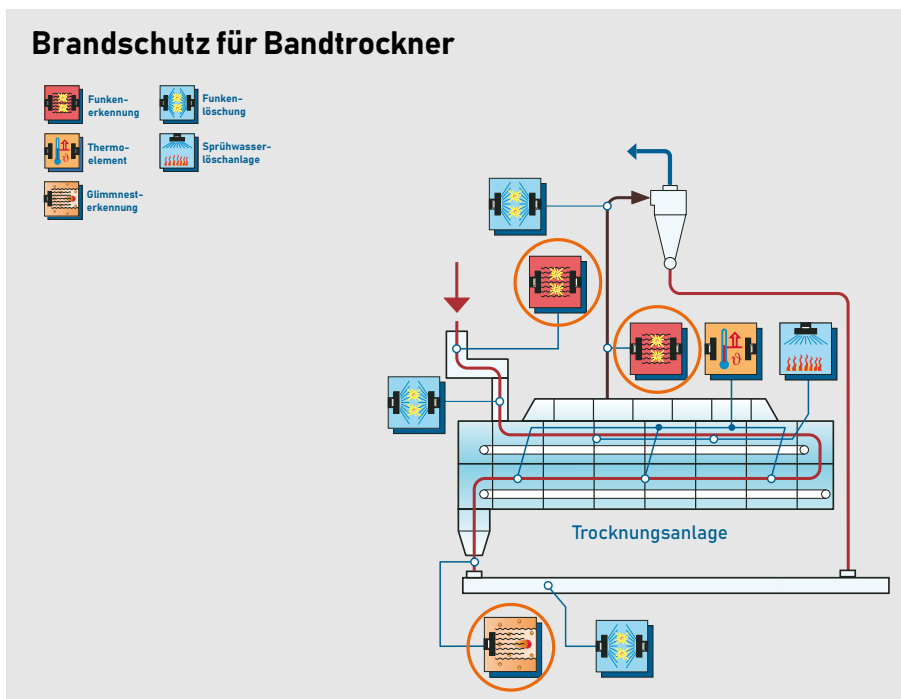 Brandschutz für Bandtrockner
Funken-
erkennung
Funken-
löschung
Thermo-
element
Sprühwasser-
löschanlage
Glimmnest-
erkennung
Trocknungsanlage